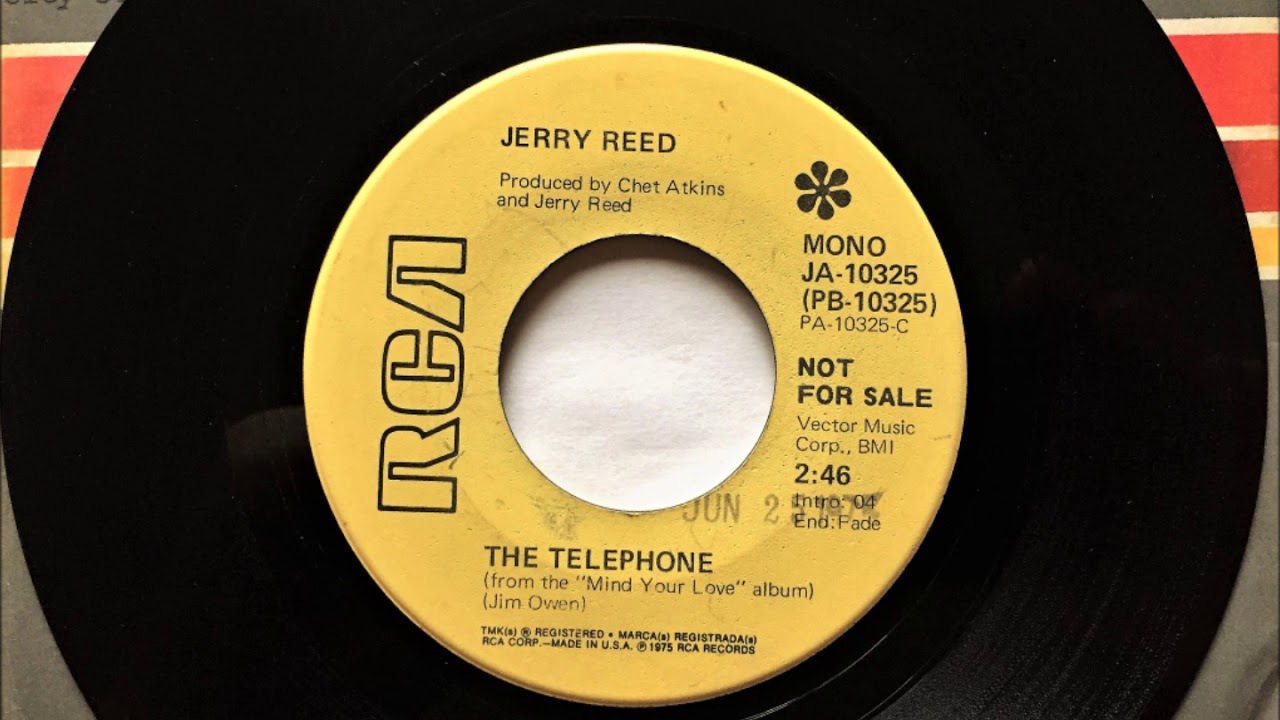 JERRY REED
Produced by Chet Atkins
and Jerry Reed
RCA
MONO
JA-10325
(PB-10325)
PA-10325-C
NOT
FOR SALE
Vector Music
Corp., BMI
2:46
Intro: 04
End: Fade
JUN 2
THE TELEPHONE
(from the "Mind Your Love" album)
(Jim Owen)
TMK(s) ® REGISTERED • MARCA(s) REGISTRADA(s)
RCA CORP.—MADE IN U.S.A. ℗ 1975 RCA RECORDS